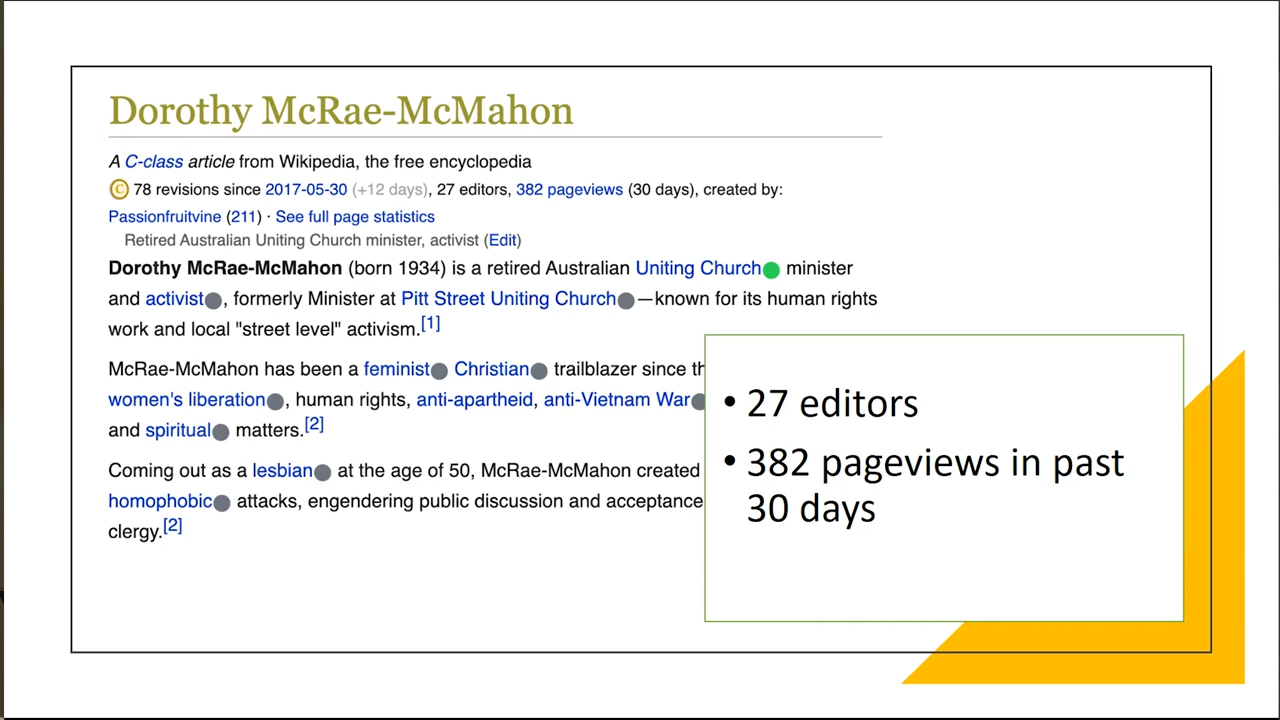 Dorothy McRae-McMahon
A C-class article from Wikipedia, the free encyclopedia
© 78 revisions since 2017-05-30 (+12 days), 27 editors, 382 pageviews (30 days), created by:
Passionfruitvine (211) · See full page statistics
Retired Australian Uniting Church minister, activist (Edit)
Dorothy McRae-McMahon (born 1934) is a retired Australian Uniting Church minister
and activist, formerly Minister at Pitt Street Uniting Church—known for its human rights
work and local "street level" activism.[1]
McRae-McMahon has been a feminist Christian trailblazer since
women's liberation, human rights, anti-apartheid, anti-Vietnam War
and spiritual matters.[2]
Coming out as a lesbian at the age of 50, McRae-McMahon created
homophobic attacks, engendering public discussion and acceptance
clergy.[2]
• 27 editors
• 382 pageviews in past
30 days